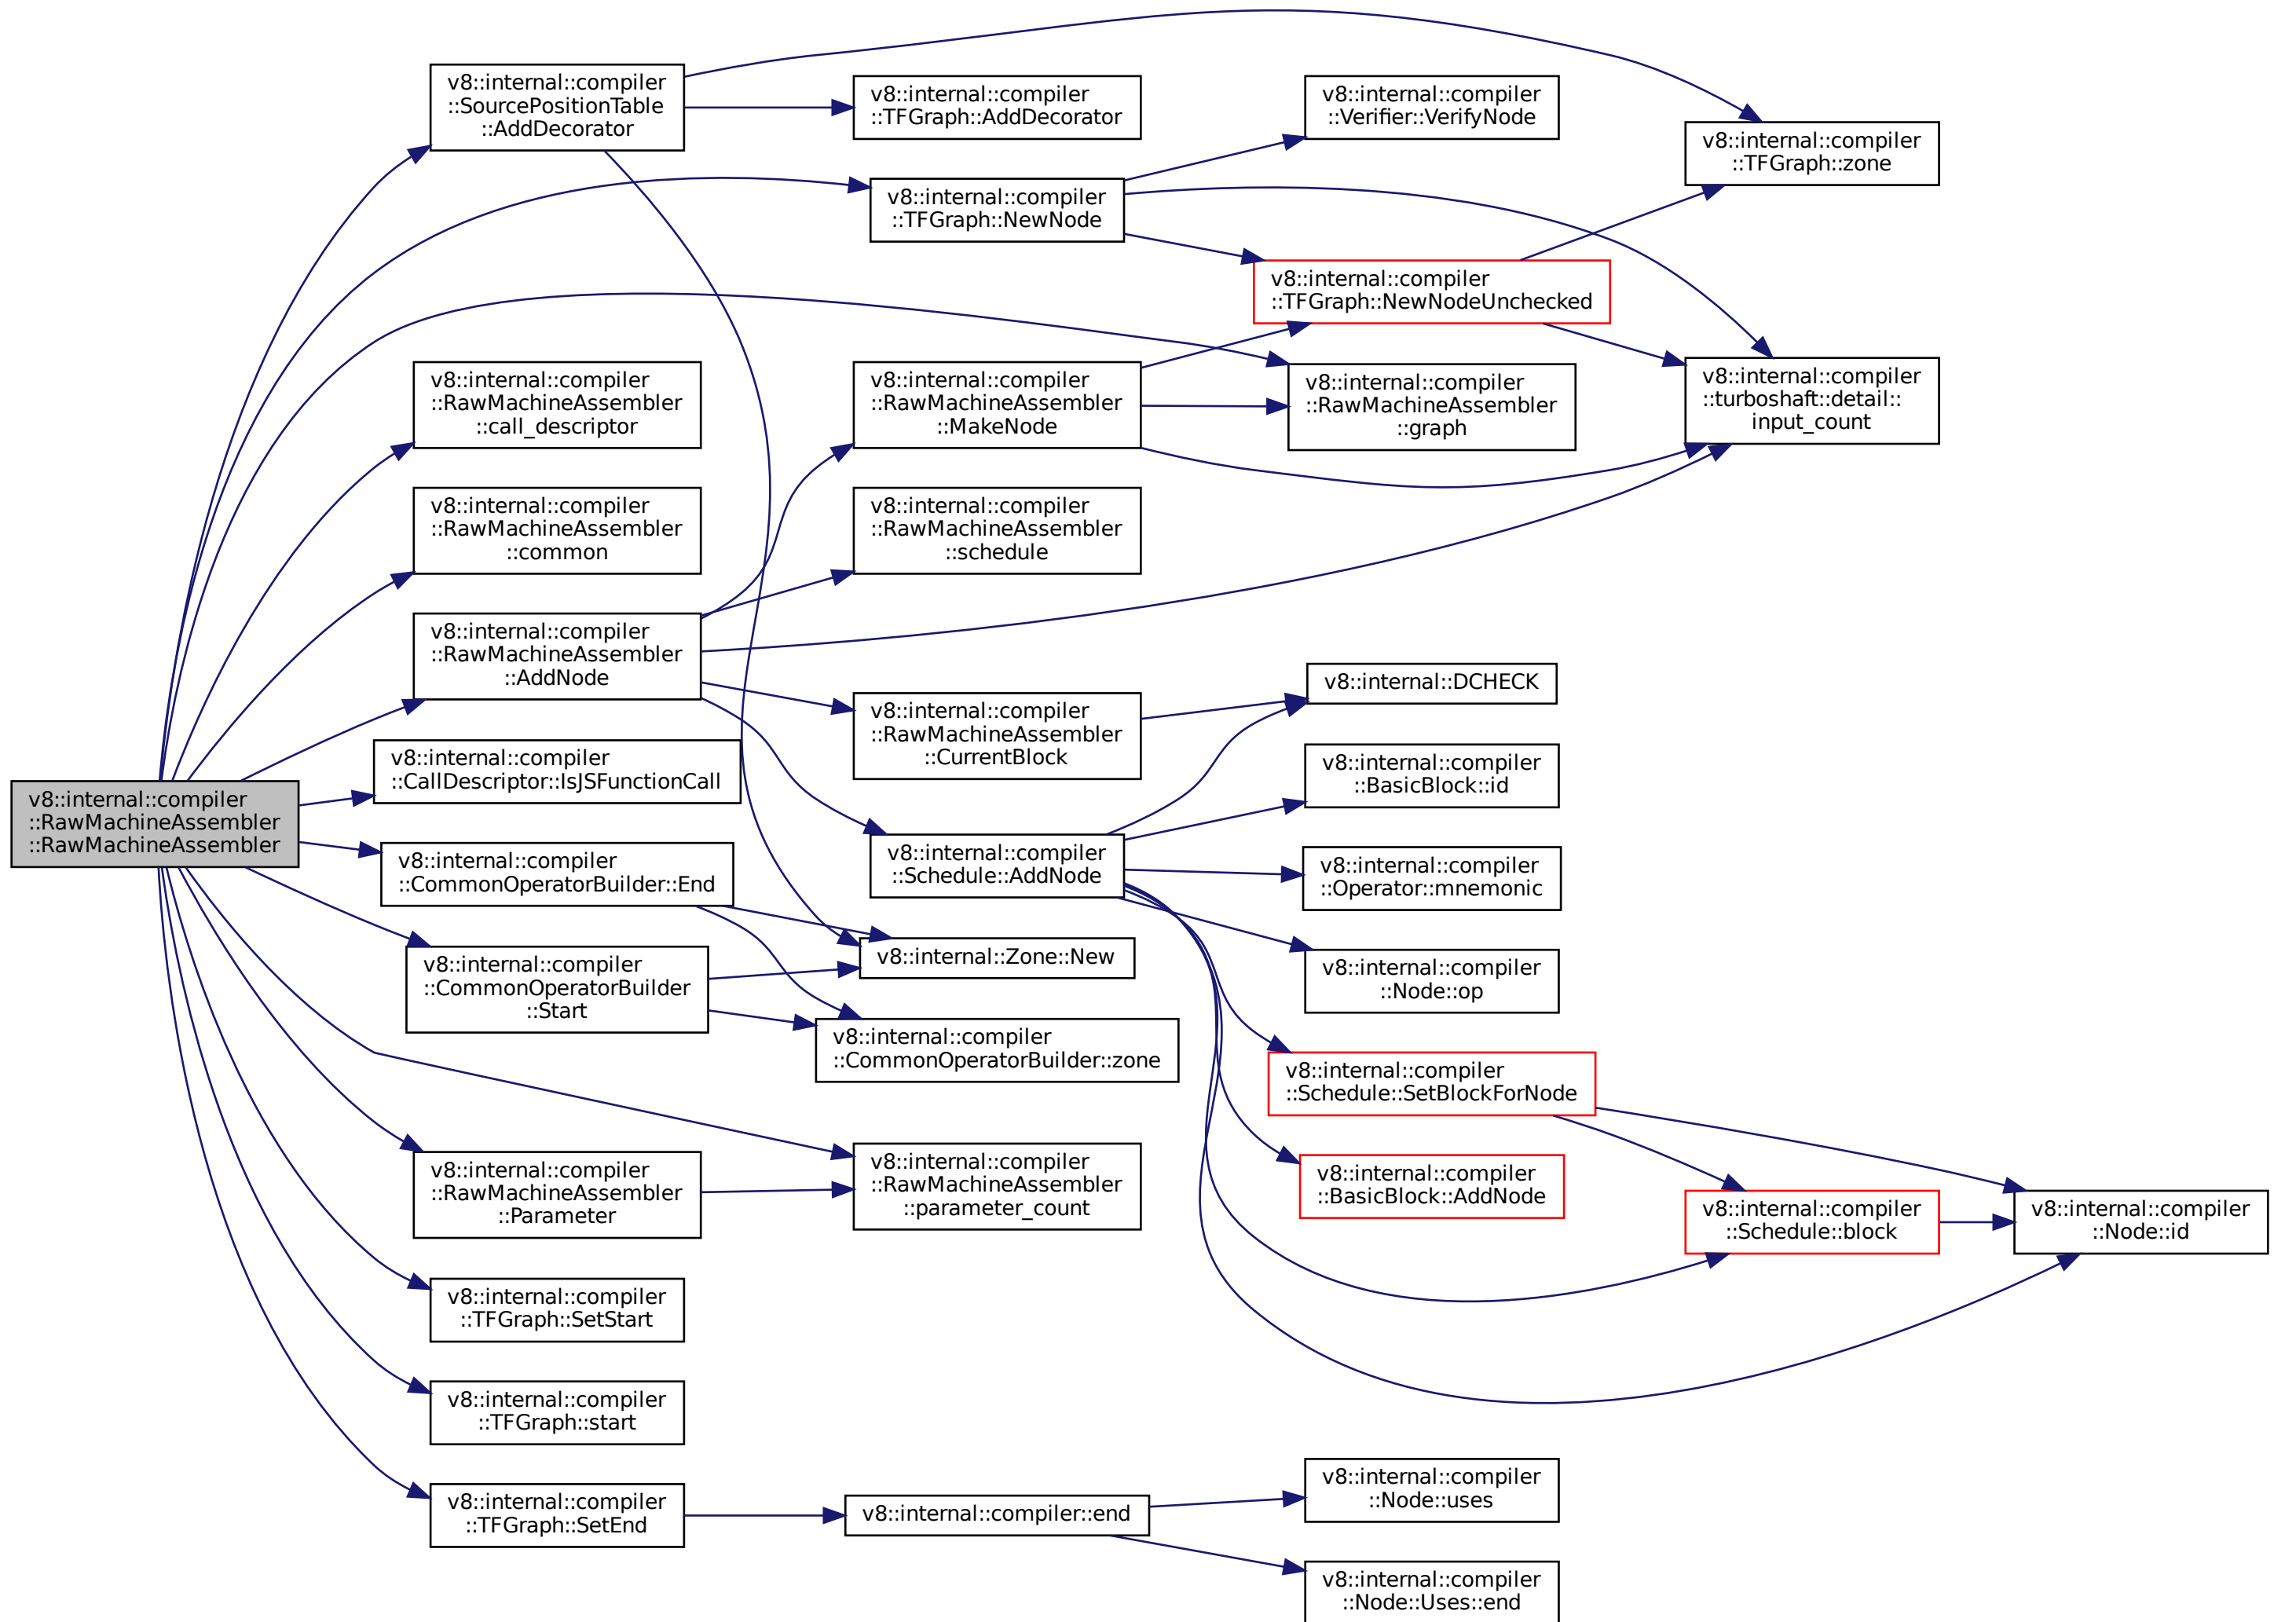 v8::internal::compiler
::RawMachineAssembler
::RawMachineAssembler
v8::internal::compiler
::SourcePositionTable
::AddDecorator
v8::internal::compiler
::TFGraph::NewNode
v8::internal::compiler
::RawMachineAssembler
::call_descriptor
v8::internal::compiler
::RawMachineAssembler
::common
v8::internal::compiler
::RawMachineAssembler
::AddNode
v8::internal::compiler
::CallDescriptor::IsJSFunctionCall
v8::internal::compiler
::CommonOperatorBuilder::End
v8::internal::compiler
::CommonOperatorBuilder
::Start
v8::internal::compiler
::RawMachineAssembler
::Parameter
v8::internal::compiler
::TFGraph::SetStart
v8::internal::compiler
::TFGraph::start
v8::internal::compiler
::TFGraph::SetEnd
v8::internal::compiler
::TFGraph::AddDecorator
v8::internal::compiler
::RawMachineAssembler
::MakeNode
v8::internal::compiler
::RawMachineAssembler
::schedule
v8::internal::compiler
::RawMachineAssembler
::CurrentBlock
v8::internal::compiler
::Schedule::AddNode
v8::internal::Zone::New
v8::internal::compiler
::CommonOperatorBuilder::zone
v8::internal::compiler
::RawMachineAssembler
::parameter_count
v8::internal::compiler::end
v8::internal::compiler
::Verifier::VerifyNode
v8::internal::compiler
::TFGraph::NewNodeUnchecked
v8::internal::compiler
::RawMachineAssembler
::graph
v8::internal::DCHECK
v8::internal::compiler
::BasicBlock::id
v8::internal::compiler
::Operator::mnemonic
v8::internal::compiler
::Node::op
v8::internal::compiler
::Schedule::SetBlockForNode
v8::internal::compiler
::BasicBlock::AddNode
v8::internal::compiler
::Node::uses
v8::internal::compiler
::Node::Uses::end
v8::internal::compiler
::TFGraph::zone
v8::internal::compiler
::turboshaft::detail::
input_count
v8::internal::compiler
::Schedule::block
v8::internal::compiler
::Node::id